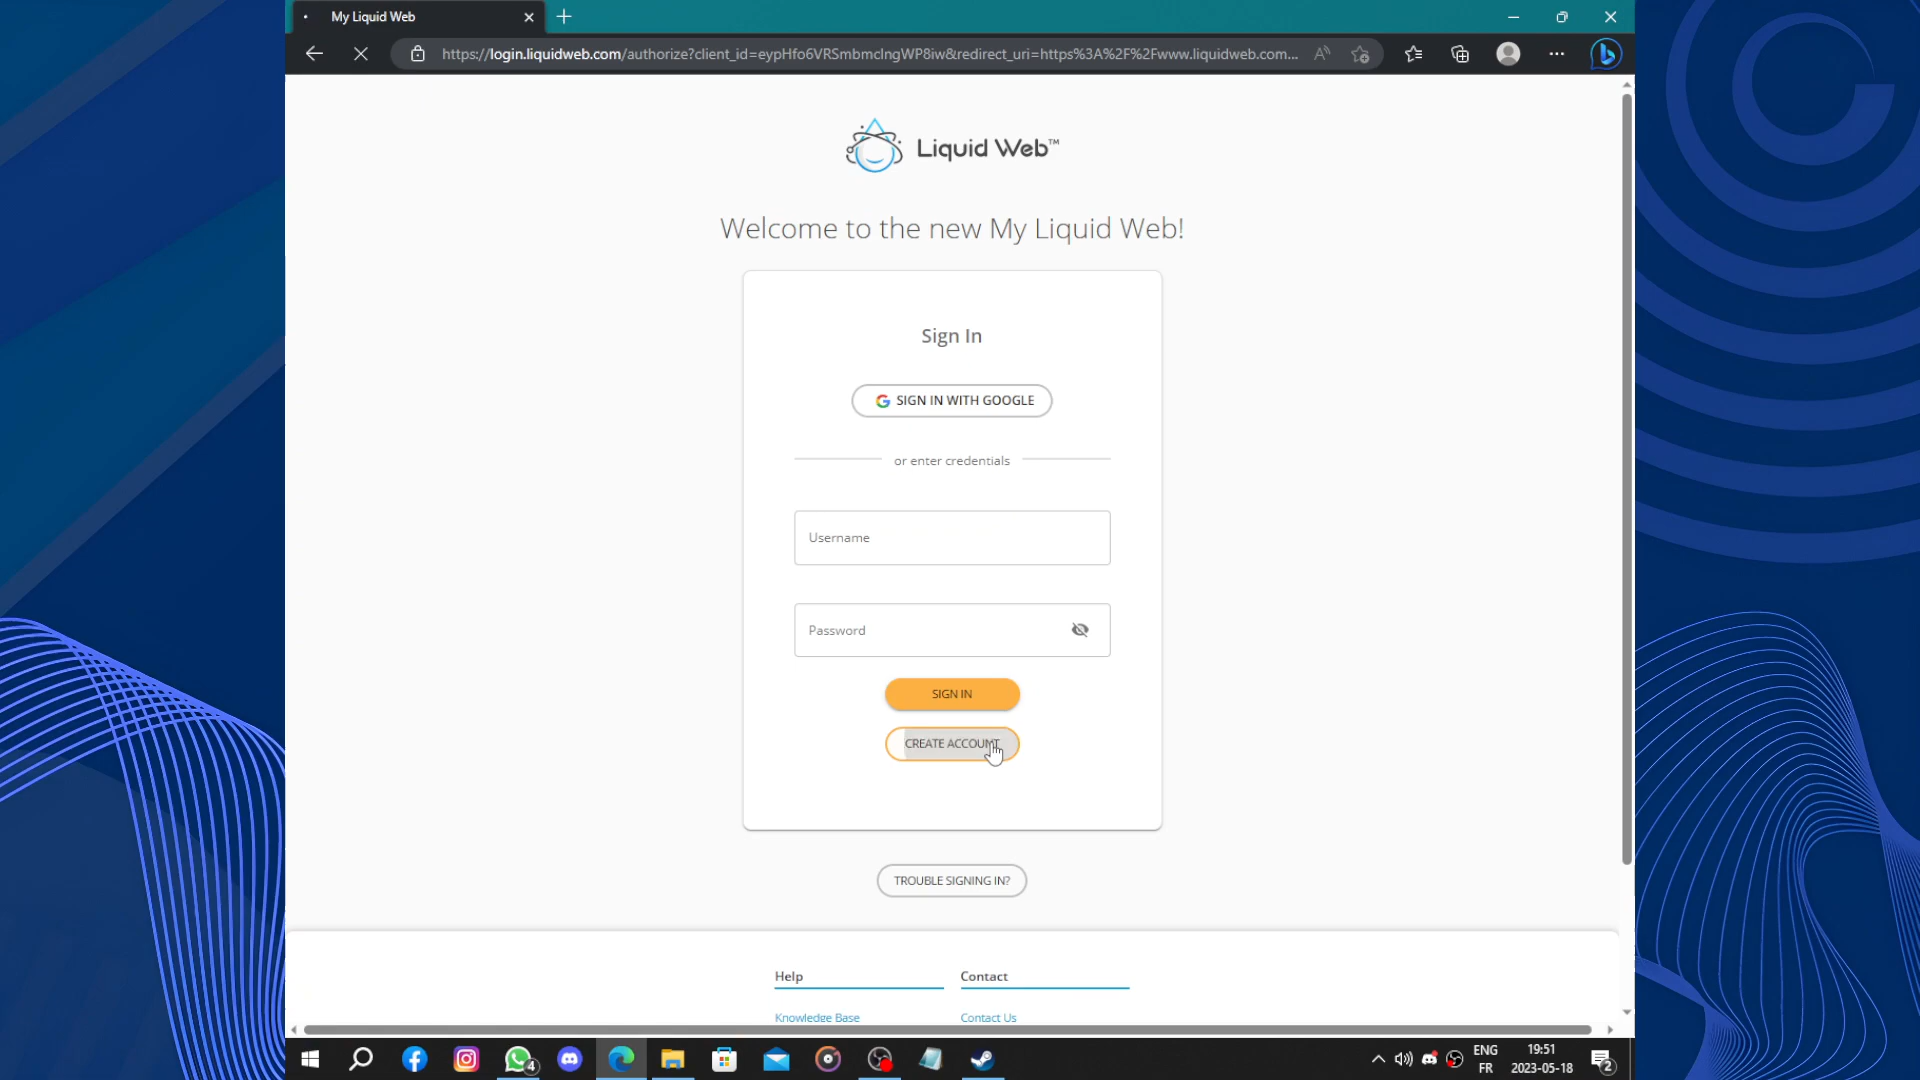 My Liquid Web
https://login.liquidweb.com/authorize?client_id=eypHfo6VRSmbmclngWP8iw&redirect_uri=https%3A%2F%2Fwww.liquidweb.com...
Liquid Web™
Welcome to the new My Liquid Web!
Sign In
SIGN IN WITH GOOGLE
or enter credentials
Username
Password
SIGN IN
CREATE ACCOUNT
TROUBLE SIGNING IN?
Help
Contact
Knowledge Base
Contact Us
4
ENG
FR
19:51
2023-05-18
2